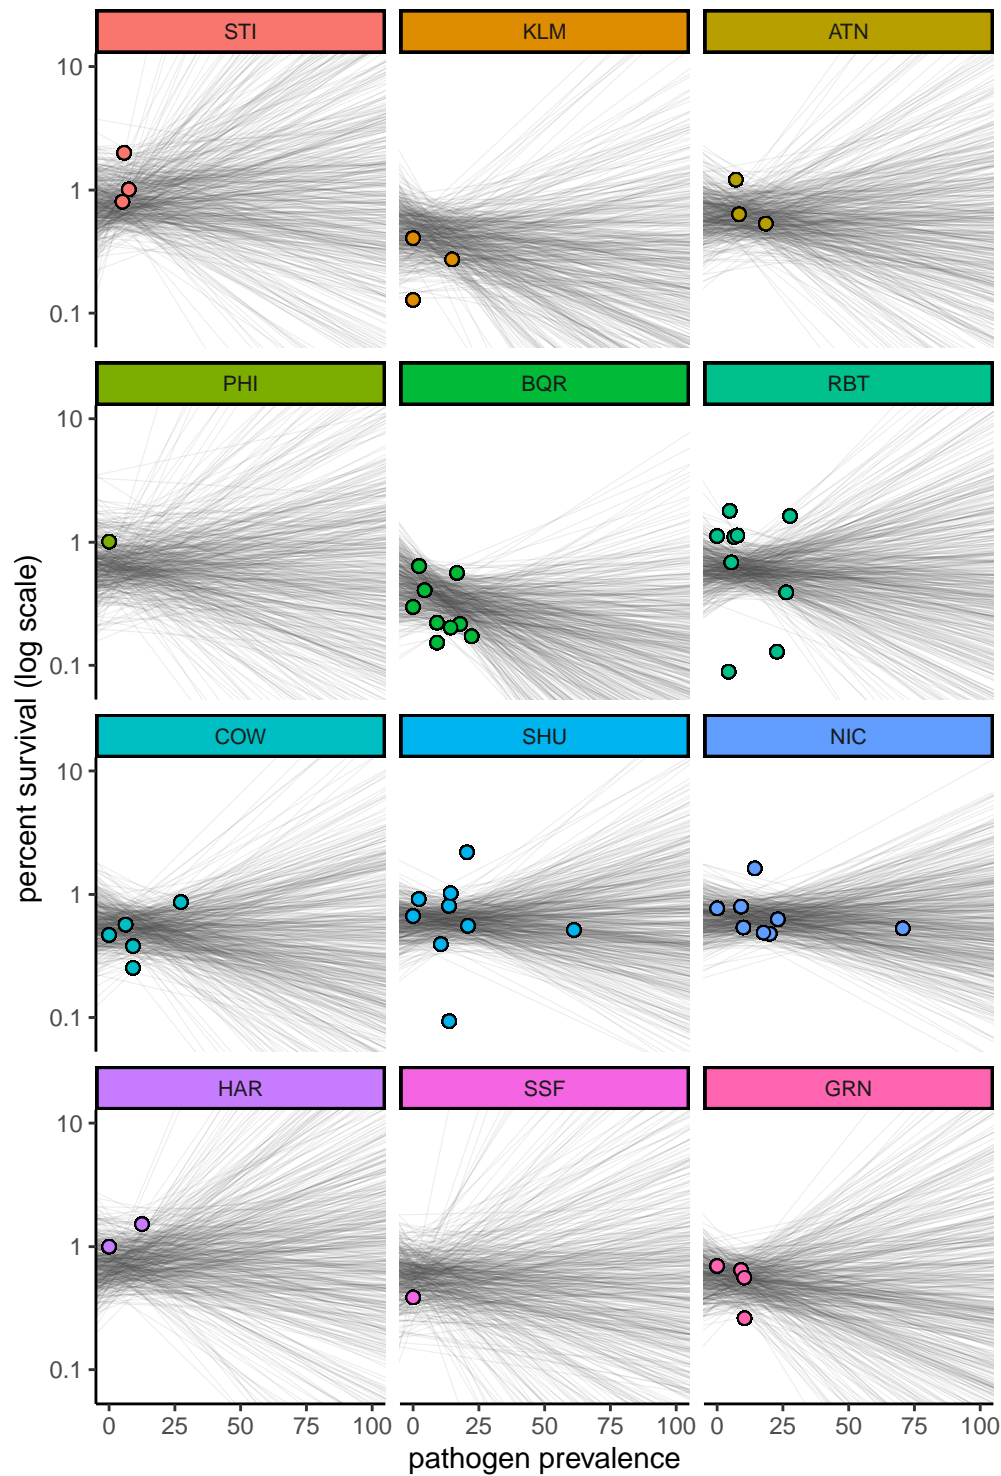 STI KLM ATN
10
1
0.1
PHI BQR RBT
10
1
0.1
percent survival (log scale)
COW SHU NIC
10
1
0.1
HAR SSF GRN
10
1
0.1
0 25 50 75 100 0 25 50 75 100 0 25 50 75 100
pathogen prevalence